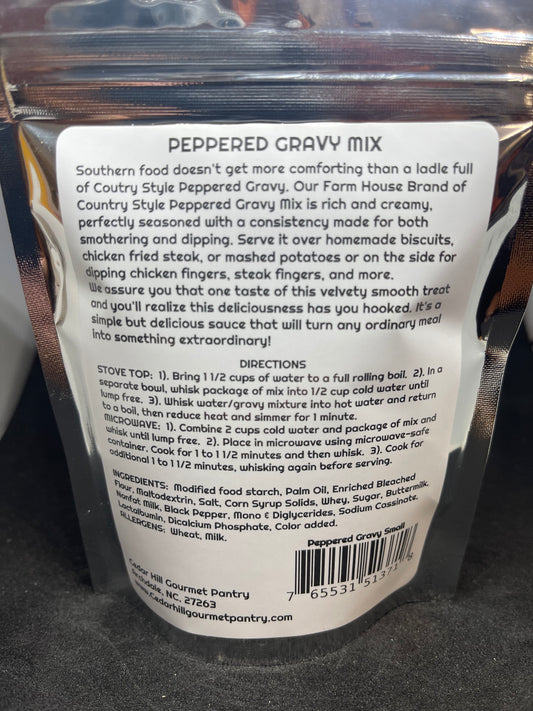 PEPPERED GRAVY MIX
Southern food doesn't get more comforting than a ladle full
of Coutry Style Peppered Gravy. Our Farm House Brand of
Country Style Peppered Gravy Mix is rich and creamy,
perfectly seasoned with a consistency made for both
smothering and dipping. Serve it over homemade biscuits,
chicken fried steak, or mashed potatoes or on the side for
dipping chicken fingers, steak fingers, and more.
We assure you that one taste of this velvety smooth treat
and you'll realize this deliciousness has you hooked. It's a
simple but delicious sauce that will turn any ordinary meal
into something extraordinary!
DIRECTIONS
STOVE TOP: 1). Bring 1 1/2 cups of water to a full rolling boil. 2). In a
separate bowl, whisk package of mix into 1/2 cup cold water until
lump free. 3). Whisk water/gravy mixture into hot water and return
to a boil, then reduce heat and simmer for 1 minute.
MICROWAVE: 1). Combine 2 cups cold water and package of mix and
whisk until lump free. 2). Place in microwave using microwave-safe
container. Cook for 1 to 1 1/2 minutes and then whisk. 3). Cook for
additional 1 to 1 1/2 minutes, whisking again before serving.
INGREDIENTS: Modified food starch, Palm Oil, Enriched Bleached
Flour, Maltodextrin, Salt, Corn Syrup Solids, Whey, Sugar, Buttermilk,
Nonfat Milk, Black Pepper, Mono & Diglycerides, Sodium Cassinate,
Lactalbumin, Dicalcium Phosphate, Color added.
ALLERGENS: Wheat, Milk.
Peppered Gravy Small
7 65531 51371 8
Cedar Hill Gourmet Pantry
NC. 27263
www.Cedarhillgourmetpantry.com